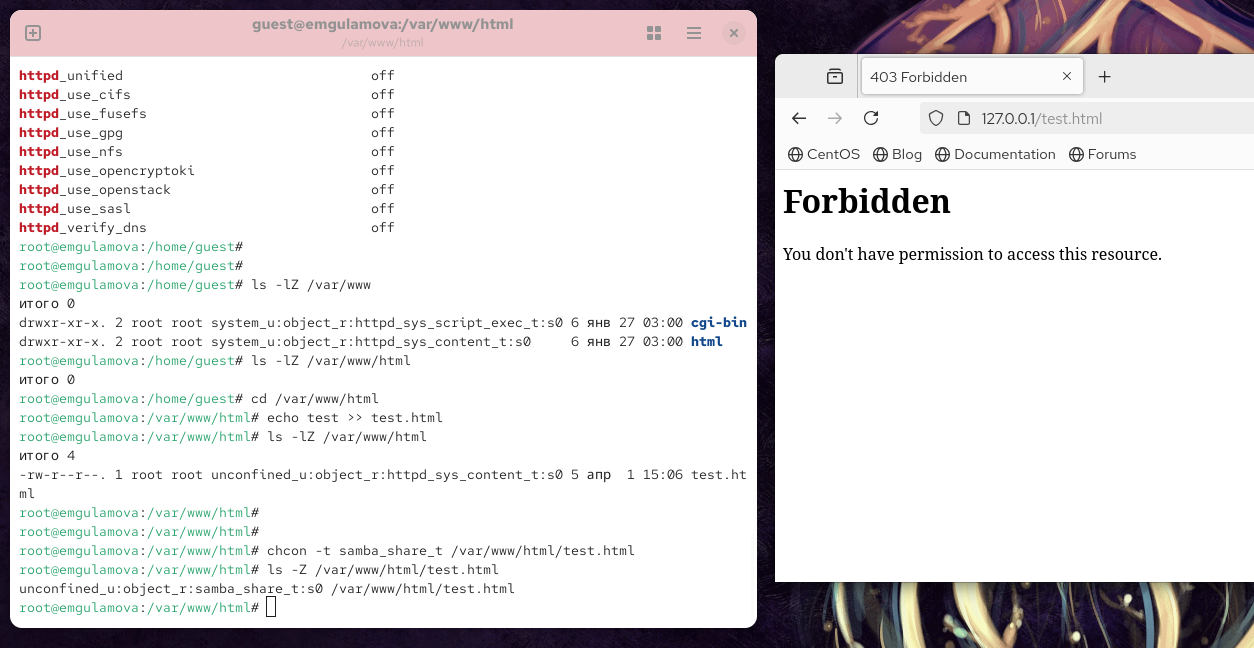 guest@emgulamova:/var/www/html
/var/www/html
httpd_unified off
httpd_use_cifs off
httpd_use_fusefs off
httpd_use_gpg off
httpd_use_nfs off
httpd_use_opencryptoki off
httpd_use_openstack off
httpd_use_sasl off
httpd_verify_dns off
root@emgulamova:/home/guest#
root@emgulamova:/home/guest#
root@emgulamova:/home/guest# ls -lZ /var/www
итого 0
drwxr-xr-x. 2 root root system_u:object_r:httpd_sys_script_exec_t:s0 6 янв 27 03:00 cgi-bin
drwxr-xr-x. 2 root root system_u:object_r:httpd_sys_content_t:s0 6 янв 27 03:00 html
root@emgulamova:/home/guest# ls -lZ /var/www/html
итого 0
root@emgulamova:/home/guest# cd /var/www/html
root@emgulamova:/var/www/html# echo test >> test.html
root@emgulamova:/var/www/html# ls -lZ /var/www/html
итого 4
-rw-r--r--. 1 root root unconfined_u:object_r:httpd_sys_content_t:s0 5 апр 1 15:06 test.ht
ml
root@emgulamova:/var/www/html#
root@emgulamova:/var/www/html#
root@emgulamova:/var/www/html# chcon -t samba_share_t /var/www/html/test.html
root@emgulamova:/var/www/html# ls -Z /var/www/html/test.html
unconfined_u:object_r:samba_share_t:s0 /var/www/html/test.html
root@emgulamova:/var/www/html#
403 Forbidden
127.0.0.1/test.html
CentOS Blog Documentation Forums
Forbidden
You don't have permission to access this resource.